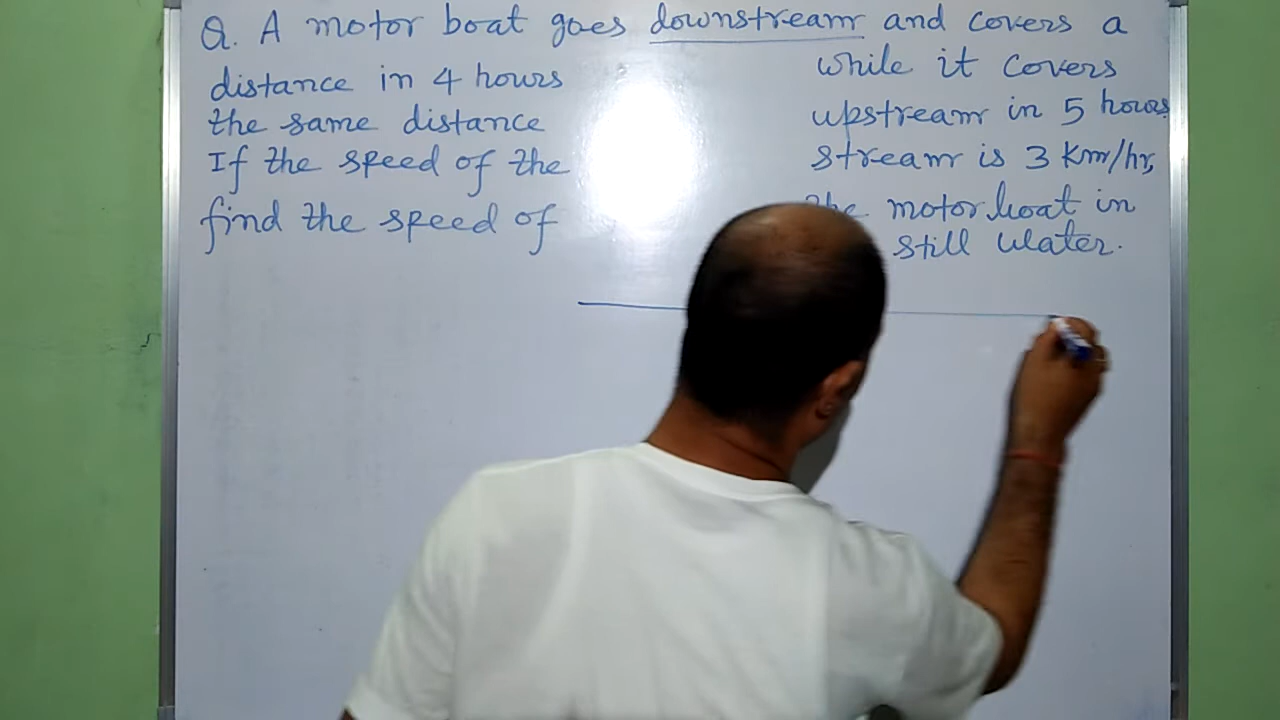 Q. A motor boat goes downstream and covers a
distance in 4 hours while it covers
the same distance upstream in 5 hours
If the speed of the stream is 3 Km/hr,
find the speed of the motor boat in
still water.